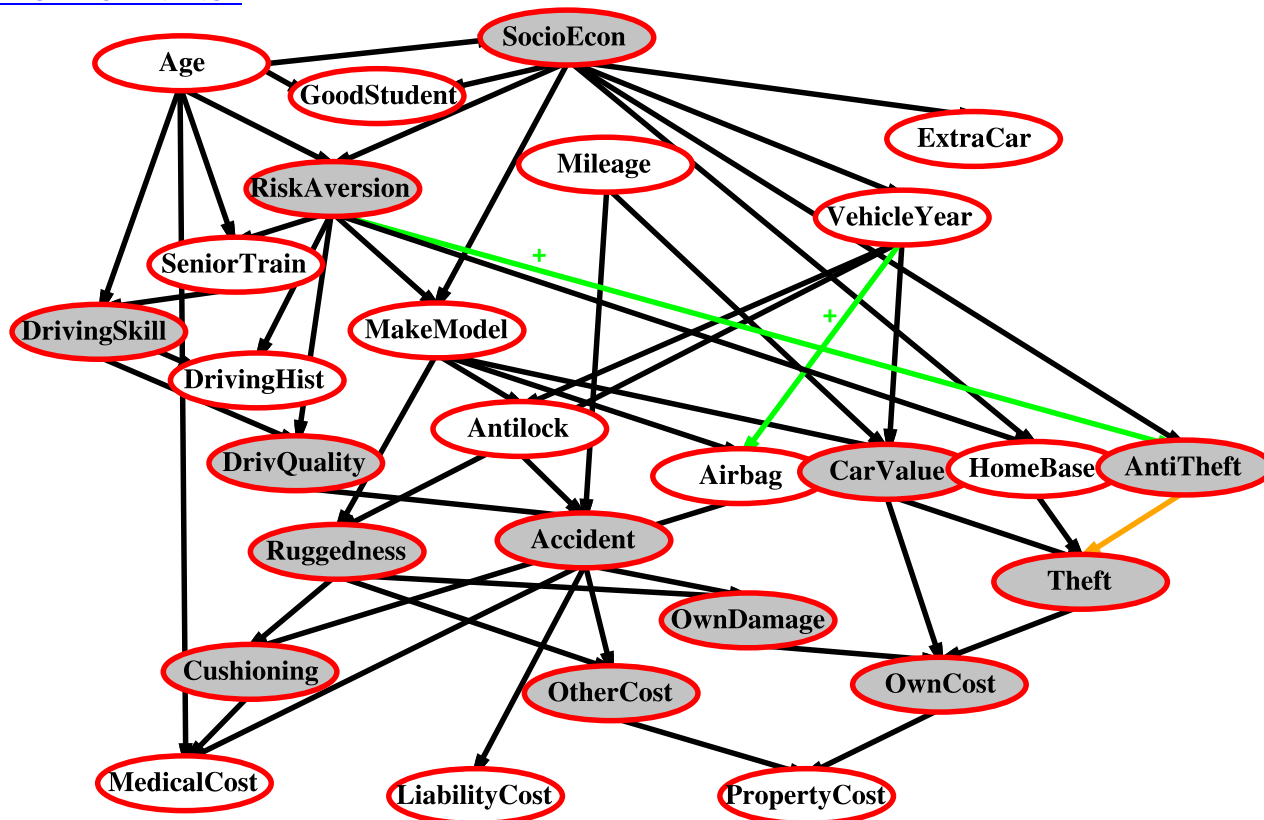 SocioEcon
Age
GoodStudent
ExtraCar
Mileage
RiskAversion
VehicleYear
+
SeniorTrain
+
DrivingSkill
MakeModel
DrivingHist
Antilock
DrivQuality
Airbag
CarValue
HomeBase
AntiTheft
Ruggedness
Accident
Theft
OwnDamage
Cushioning
OtherCost
OwnCost
MedicalCost
LiabilityCost
PropertyCost